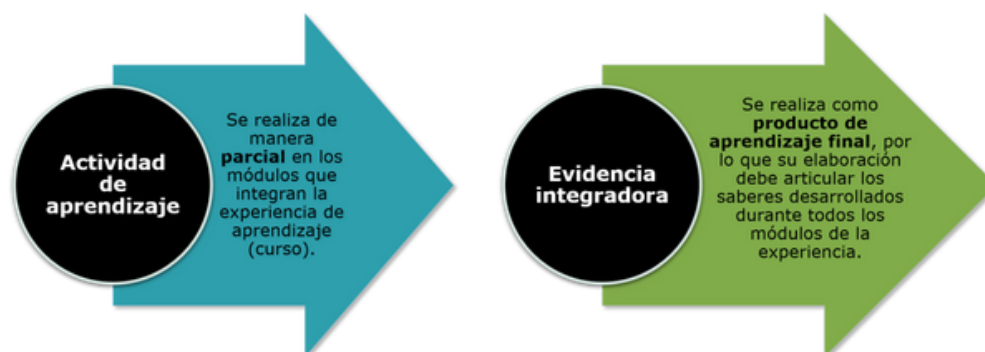 Actividad
de
aprendizaje
Se realiza de
manera
parcial en los
módulos que
integran la
experiencia de
aprendizaje
(curso).
Evidencia
integradora
Se realiza como
producto de
aprendizaje final, por
lo que su elaboración
debe articular los
saberes desarrollados
durante todos los
módulos de la
experiencia.